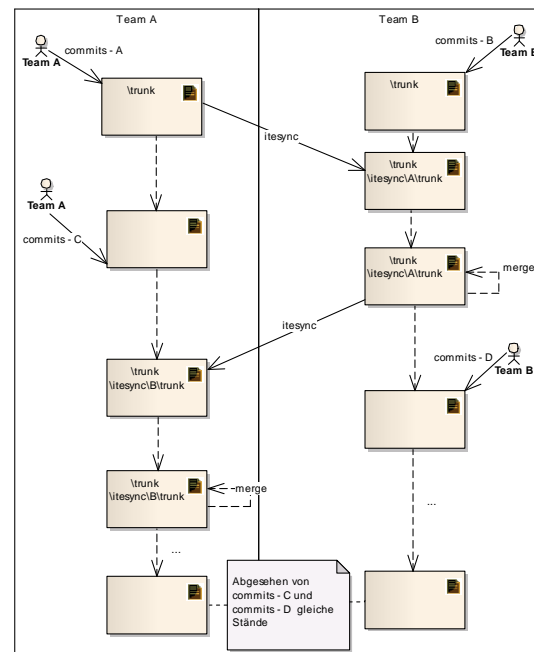 Team A
Team B
commits - A
Team A
commits - B
Team B
\trunk
\trunk
itesync
\trunk
\itesync\A\trunk
Team A
commits - C
\trunk
\itesync\A\trunk
merge
itesync
commits - D
Team B
\trunk
\itesync\B\trunk
\trunk
\itesync\B\trunk
merge
...
...
Abgesehen von
commits - C und
commits - D gleiche
Stände